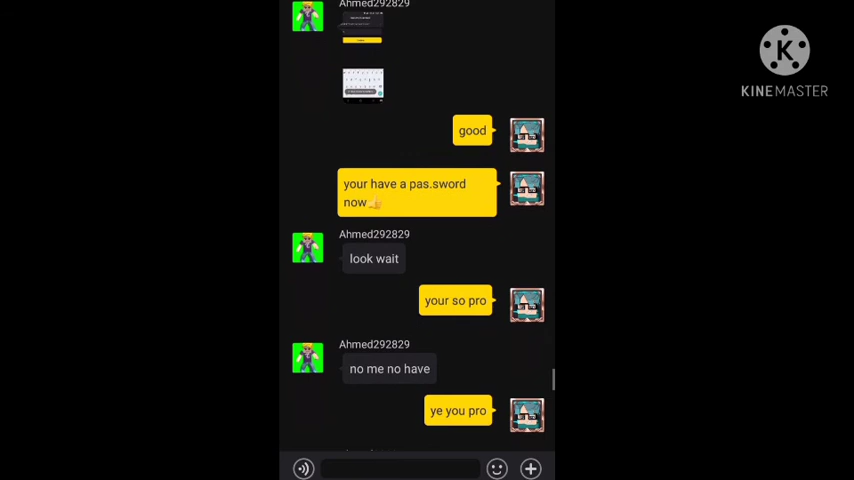 Ahmed292829
good
your have a pas.sword
now👍
Ahmed292829
look wait
your so pro
Ahmed292829
no me no have
ye you pro
K
KINEMASTER